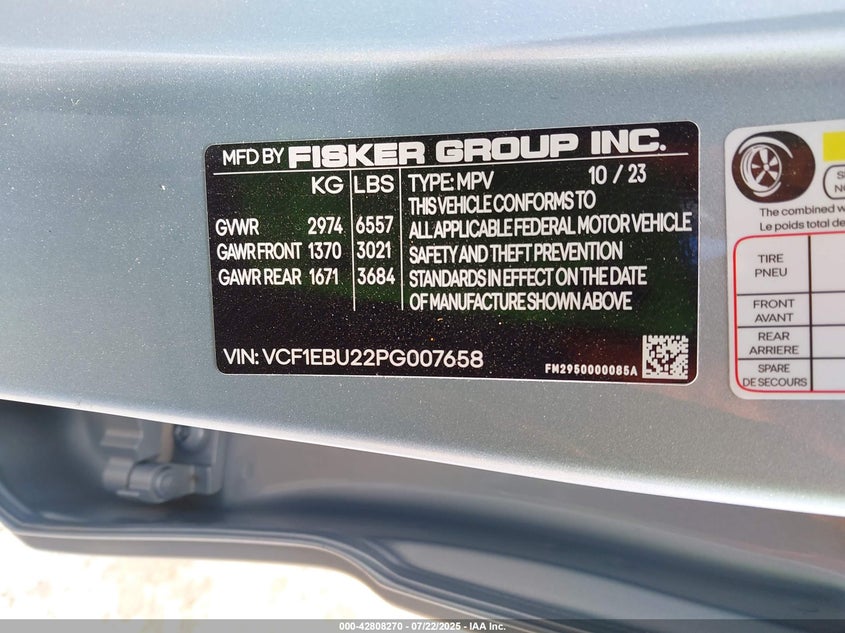 MFD BY FISKER GROUP INC.
KG LBS TYPE: MPV 10 / 23
THIS VEHICLE CONFORMS TO
GVWR 2974 6557 ALL APPLICABLE FEDERAL MOTOR VEHICLE
GAWR FRONT 1370 3021 SAFETY AND THEFT PREVENTION
GAWR REAR 1671 3684 STANDARDS IN EFFECT ON THE DATE
OF MANUFACTURE SHOWN ABOVE
VIN: VCF1EBU22PG007658
FM2950000085A
The combined
Le poids total
TIRE
PNEU
FRONT
AVANT
REAR
ARRIERE
SPARE
DE SECOURS
000-42808270 - 07/22/2025 - IAA Inc.